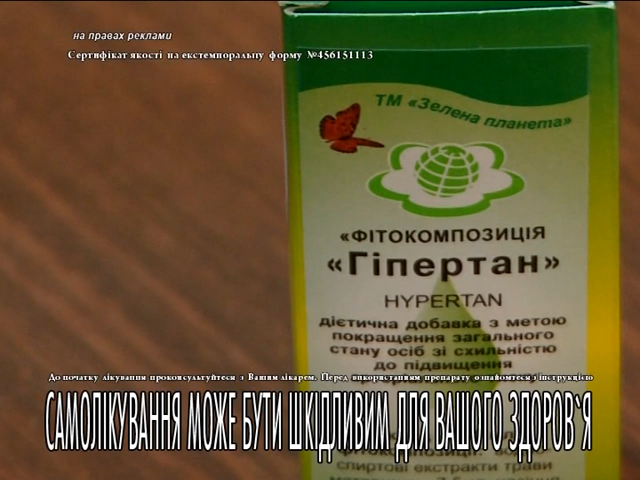 на правах реклами
Сертифікат якості на екстемпоральну форму №456151113
ТМ «Зелена планета»
«ФІТОКОМПОЗИЦІЯ
«Гіпертан»
HYPERTAN
дієтична добавка з метою
покращення загального
стану осіб зі схильністю
до підвищення
До початку лікування проконсультуйтеся з Вашим лікарем. Перед використанням препарату ознайомтеся з інструкцією
САМОЛІКУВАННЯ МОЖЕ БУТИ ШКІДЛИВИМ ДЛЯ ВАШОГО ЗДОРОВ`Я
фітокомпозиції:
спиртові екстракти трави